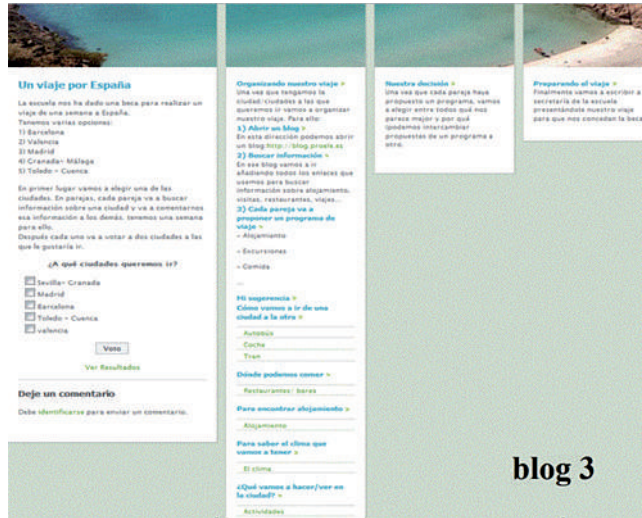 Un viaje por España
La escuela nos ha dado una beca para realizar un
viaje de una semana a España.
Tenemos varias opciones:
1) Barcelona
2) Valencia
3) Madrid
4) Granada- Málaga
5) Toledo - Cuenca
En primer lugar vamos a elegir una de las
ciudades. En parejas, cada pareja va a buscar
información sobre una ciudad y va a comentarnos
esa información a los demás. tenemos una semana
para ello.
Después cada uno va a votar a dos ciudades a las
que le gustaría ir.
¿A qué ciudades queremos ir?
Sevilla- Granada
Madrid
Barcelona
Toledo - Cuenca
valencia
Voto
Ver Resultados
Deje un comentario
Debe identificarse para enviar un comentario.
Organizando nuestro viaje »
Una vez que tengamos la
ciudad/ciudades a las que
queremos ir vamos a organizar
nuestro viaje. Para ello:
1) Abrir un blog »
En esta dirección podemos abrir
un blog:http://blog.proele.es
2) Buscar información »
En ese blog vamos a ir
añadiendo todos los enlaces que
usemos para buscar
información sobre alojamiento,
visitas, restaurantes, viajes...
3) Cada pareja va a
proponer un programa de
viaje »
- Alojamiento
- Excursiones
- Comida
...
Mi sugerencia »
Cómo vamos a ir de una
ciudad a la otra »
Autobús
Coche
Tren
Dónde podemos comer »
Restaurantes: bares
Para encontrar alojamiento »
Alojamiento
Para saber el clima que
vamos a tener »
El clima
¿Qué vamos a hacer/ver en
la ciudad? »
Actividades
Nuestra decisión »
Una vez que cada pareja haya
propuesto un programa, vamos
a elegir entre todos qué nos
parece mejor y por qué
(podemos intercambiar
propuestas de un programa a
otro.
Preparando el viaje »
Finalmente vamos a escribir a
secretaría de la escuela
presentándole nuestro viaje
para que nos concedan la beca
blog 3